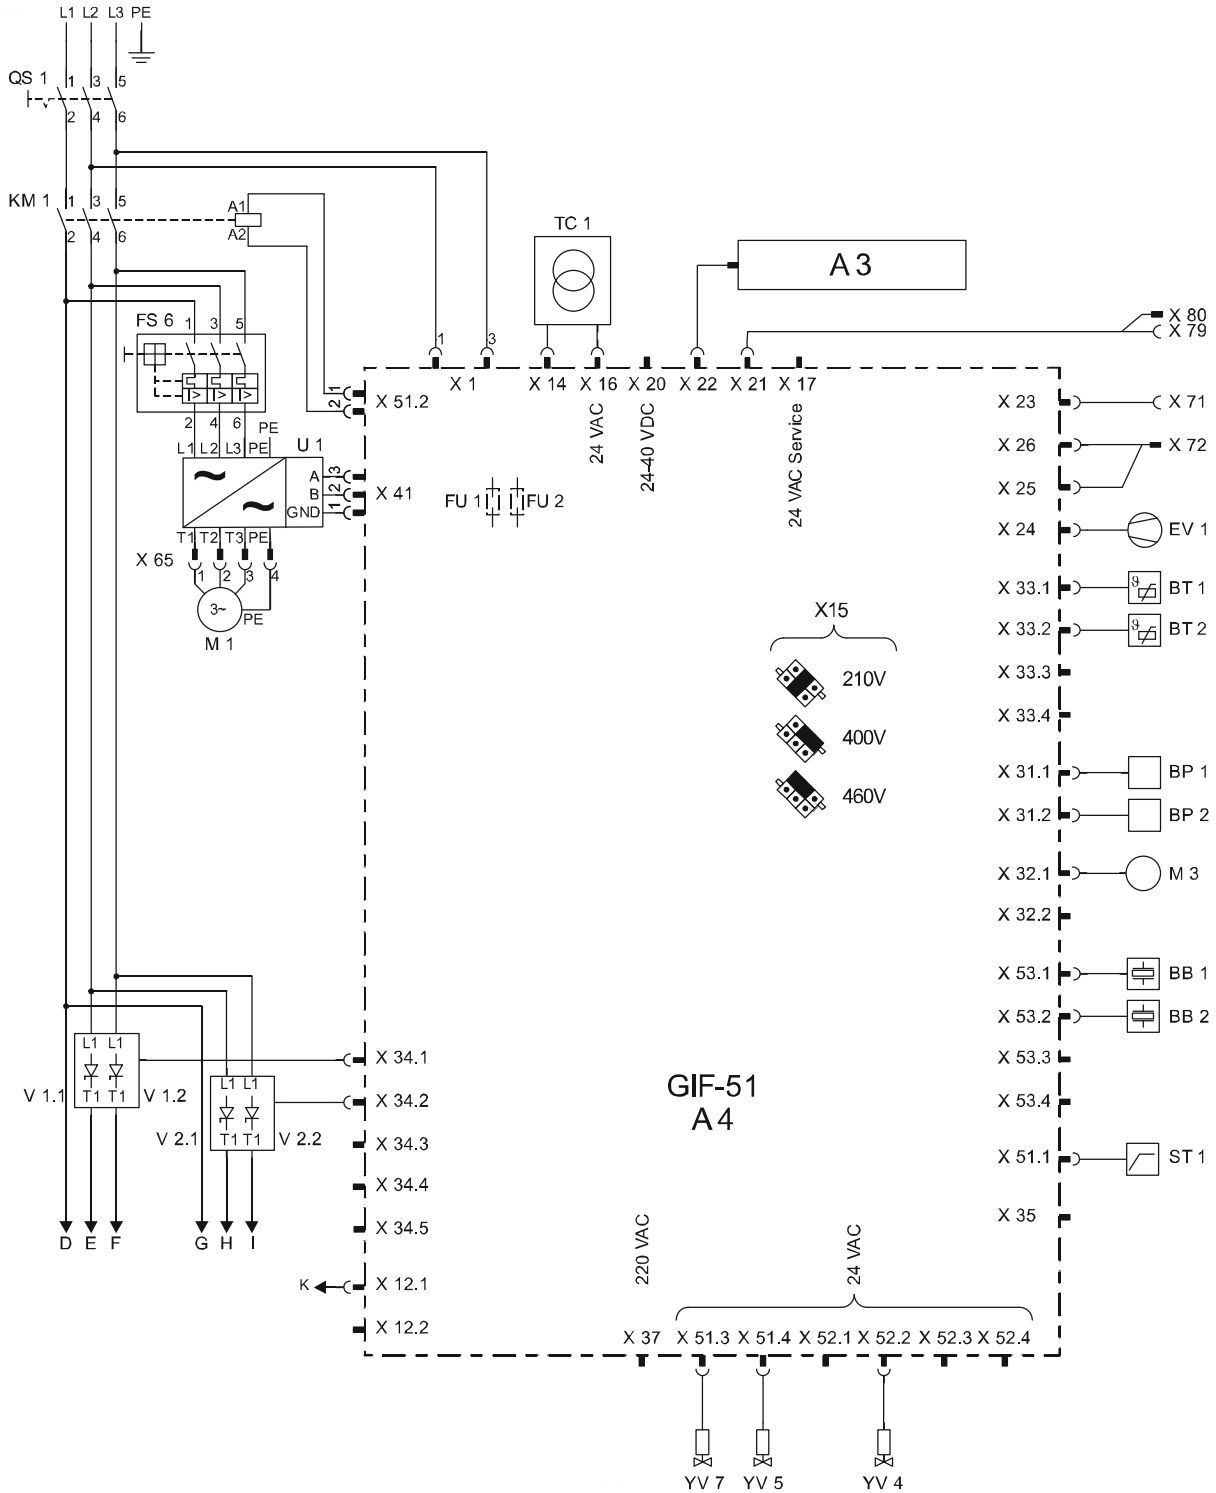 L1 L2 L3 PE
QS 1
1 3 5
2 4 6
KM 1
1 3 5
2 4 6
A1
A2
TC 1
A 3
X 80
X 79
FS 6
1 3 5
2 4 6
1
3
X 1
X 14
X 16
X 20
X 22
X 21
X 17
24 VAC
24-40 VDC
24 VAC Service
1
2
X 51.2
L1 L2 L3 PE
PE
U 1
A
B
GND
3
2
1
X 41
FU 1
FU 2
T1 T2 T3 PE
X 65
1 2 3 4
3~
PE
M 1
X 23
X 71
X 26
X 72
X 25
X 24
EV 1
X 33.1
ϑ
BT 1
X 33.2
ϑ
BT 2
X 33.3
X 33.4
X15
210V
400V
460V
X 31.1
BP 1
X 31.2
BP 2
X 32.1
M 3
X 32.2
X 53.1
BB 1
X 53.2
BB 2
X 53.3
X 53.4
X 51.1
ST 1
X 35
L1 L1
T1 T1
V 1.1
V 1.2
L1 L1
T1 T1
V 2.1
V 2.2
X 34.1
X 34.2
X 34.3
X 34.4
X 34.5
GIF-51
A 4
D E F G H I
K
X 12.1
X 12.2
220 VAC
24 VAC
X 37 X 51.3 X 51.4 X 52.1 X 52.2 X 52.3 X 52.4
YV 7 YV 5 YV 4
I> I> I>